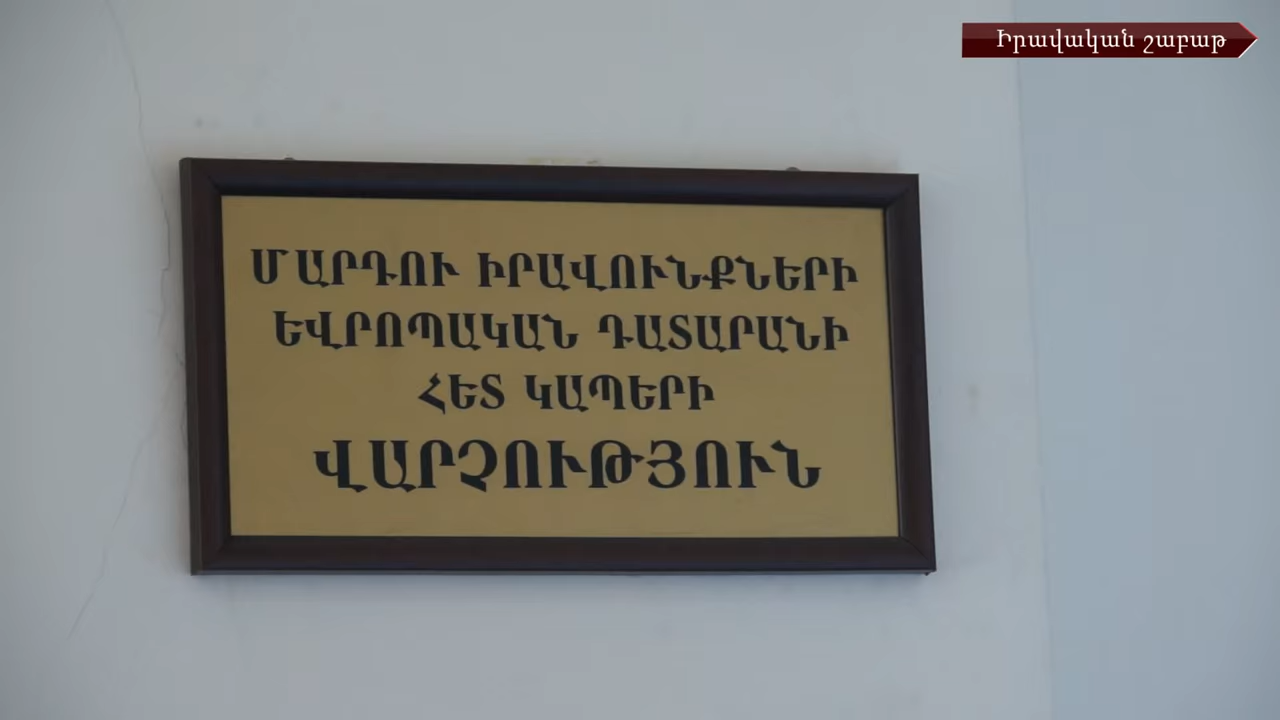 Իրավական շաբաթ
ՄԱՐԴՈՒ ԻՐԱՎՈՒՆՔՆԵՐԻ
ԵՎՐՈՊԱԿԱՆ ԴԱՏԱՐԱՆԻ
ՀԵՏ ԿԱՊԵՐԻ
ՎԱՐՉՈՒԹՅՈՒՆ